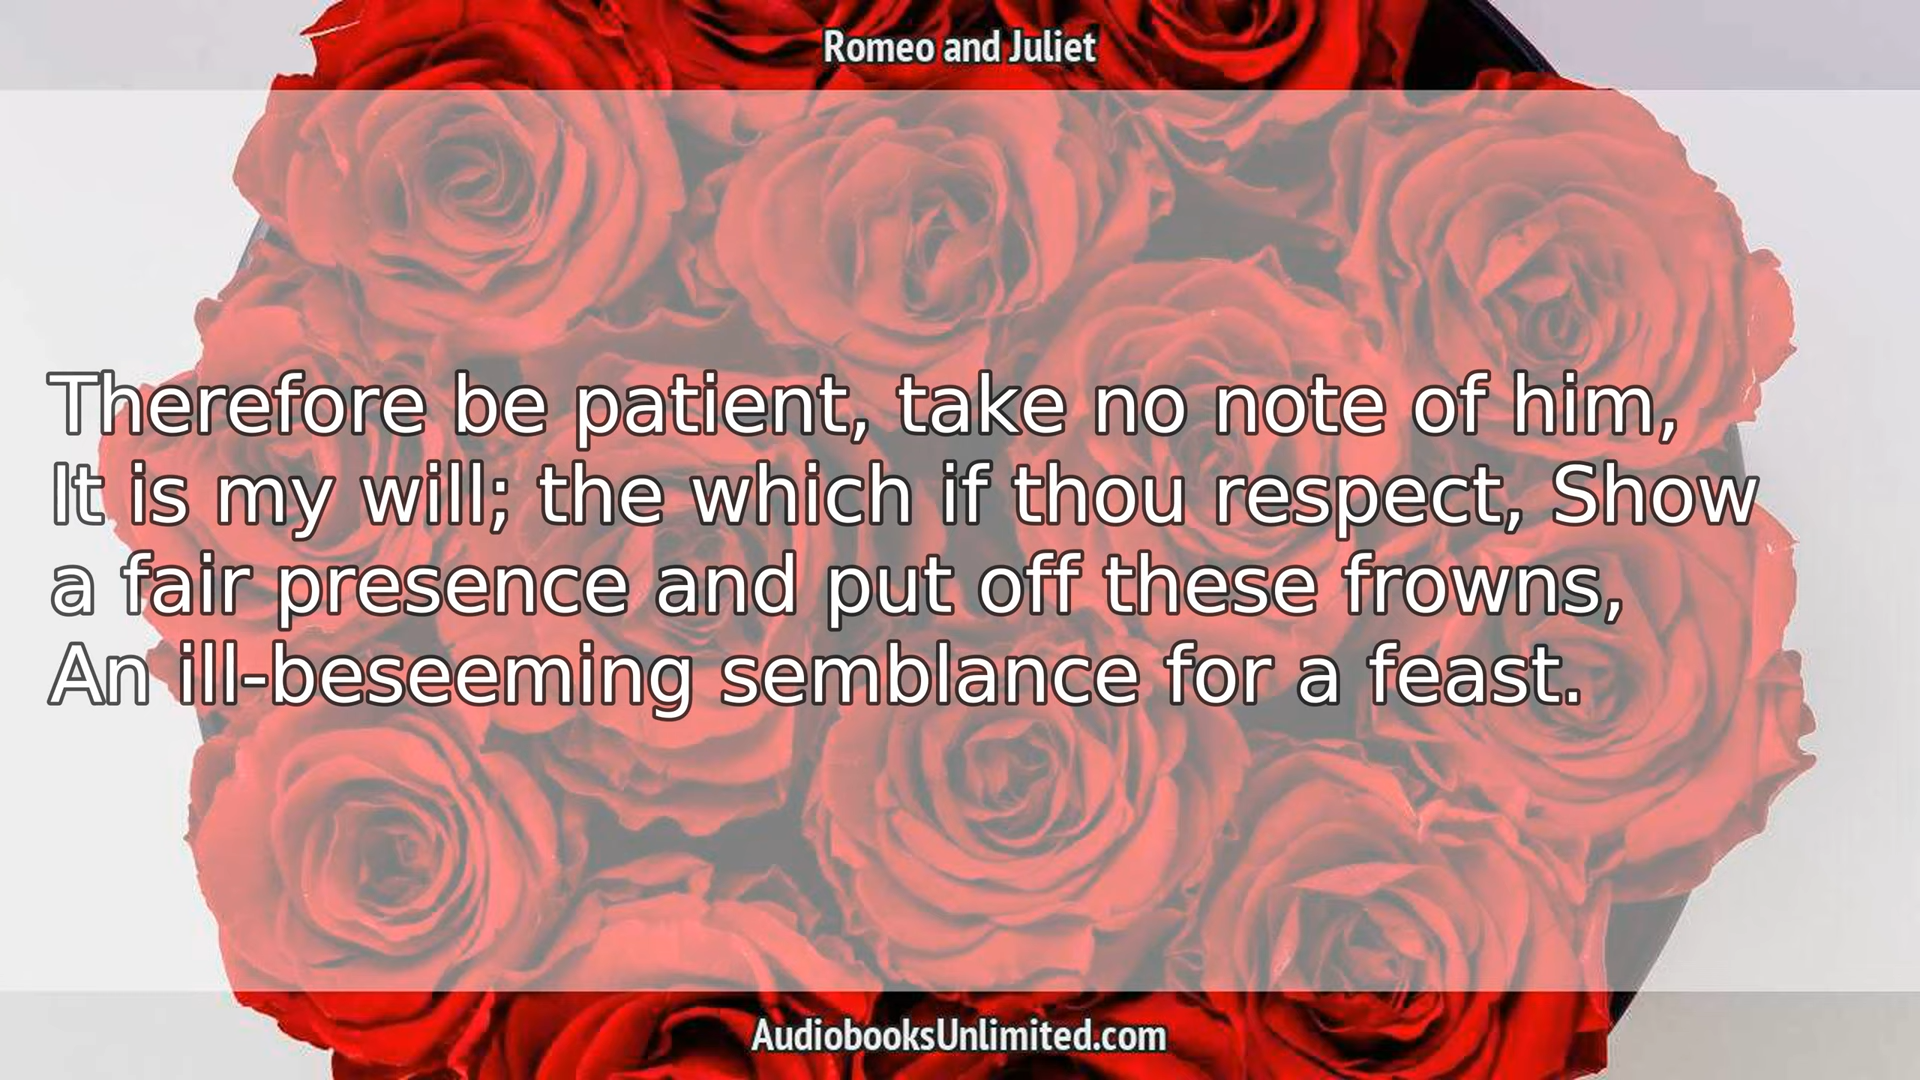 Romeo and Juliet
Therefore be patient, take no note of him,
It is my will; the which if thou respect, Show
a fair presence and put off these frowns,
An ill-beseeming semblance for a feast.
AudiobooksUnlimited.com